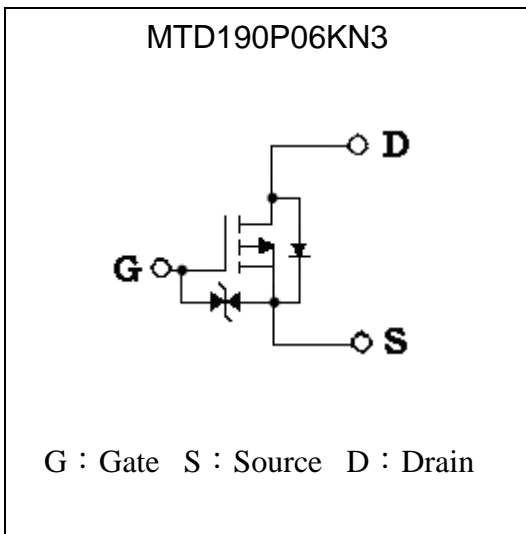 MTD190P06KN3
D
G
S
G：Gate S：Source D：Drain